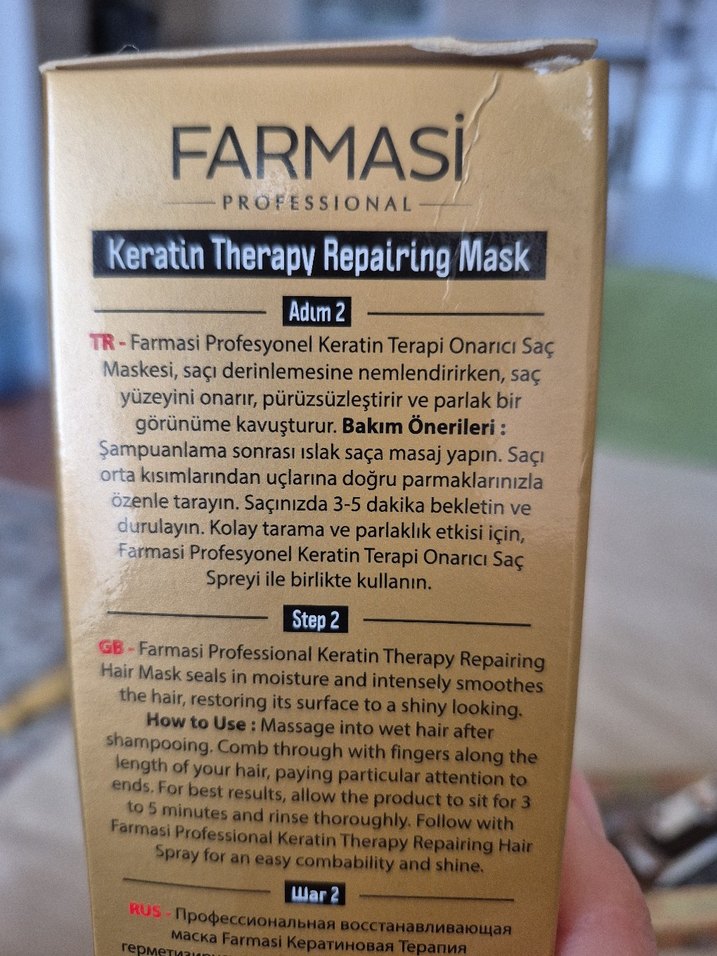 FARMASi
PROFESSIONAL
Keratin Therapy Repairing Mask
Adım 2
TR - Farmasi Profesyonel Keratin Terapi Onarıcı Saç
Maskesi, saçı derinlemesine nemlendirirken, saç
yüzeyini onarır, pürüzsüzleştirir ve parlak bir
görünüme kavuşturur. Bakım Önerileri :
Şampuanlama sonrası ıslak saça masaj yapın. Saçı
orta kısımlarından uçlarına doğru parmaklarınızla
özenle tarayın. Saçınızda 3-5 dakika bekletin ve
durulayın. Kolay tarama ve parlaklık etkisi için,
Farmasi Profesyonel Keratin Terapi Onarıcı Saç
Spreyi ile birlikte kullanın.
Step 2
GB - Farmasi Professional Keratin Therapy Repairing
Hair Mask seals in moisture and intensely smoothes
the hair, restoring its surface to a shiny looking.
How to Use : Massage into wet hair after
shampooing. Comb through with fingers along the
length of your hair, paying particular attention to
ends. For best results, allow the product to sit for 3
to 5 minutes and rinse thoroughly. Follow with
Farmasi Professional Keratin Therapy Repairing Hair
Spray for an easy combability and shine.
Шаг 2
RUS - Профессиональная восстанавливающая
маска Farmasi Кератиновая Терапия